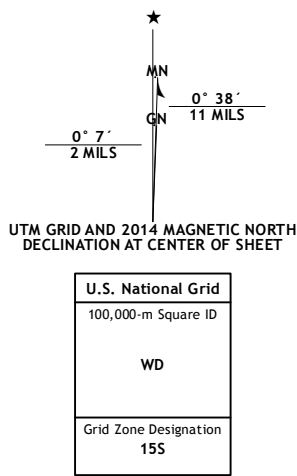 ★
MN
0° 38´
11 MILS
GN
0° 7´
2 MILS
UTM GRID AND 2014 MAGNETIC NORTH
DECLINATION AT CENTER OF SHEET
U.S. National Grid
100,000-m Square ID
WD
Grid Zone Designation
15S